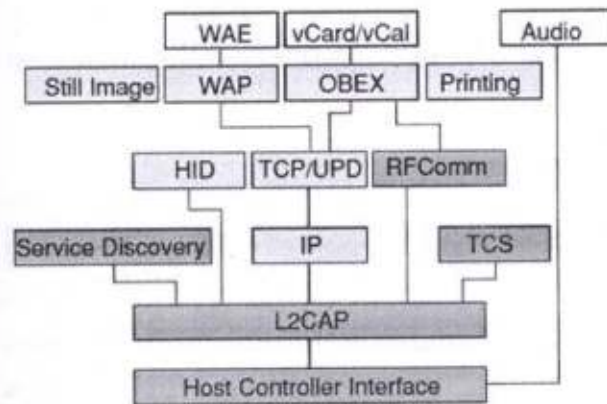 WAE
vCard/vCal
Audio
Still Image
WAP
OBEX
Printing
HID
TCP/UPD
RFComm
Service Discovery
IP
TCS
L2CAP
Host Controller Interface